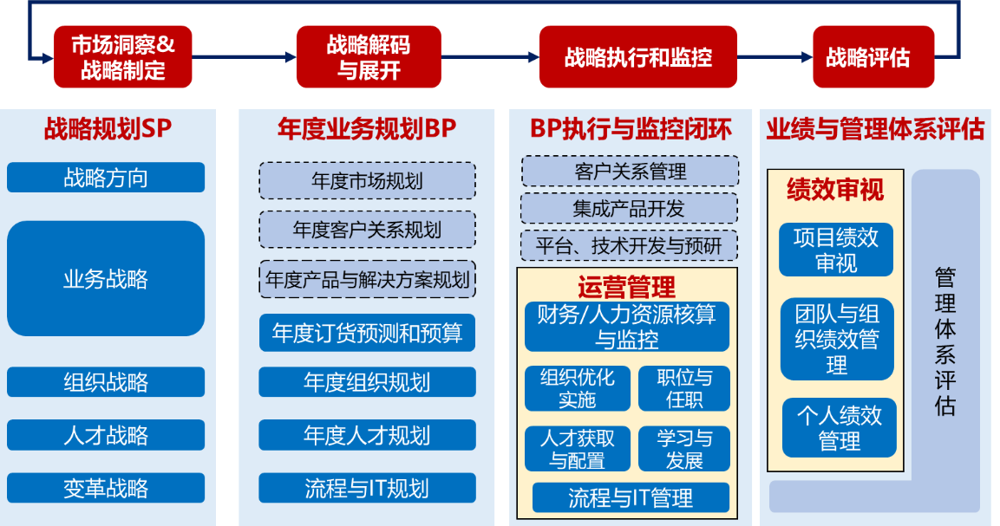 市场洞察&
战略制定
战略解码
与展开
战略执行和监控
战略评估
战略规划SP
战略方向
业务战略
组织战略
人才战略
变革战略
年度业务规划BP
年度市场规划
年度客户关系规划
年度产品与解决方案规划
年度订货预测和预算
年度组织规划
年度人才规划
流程与IT规划
BP执行与监控闭环
客户关系管理
集成产品开发
平台、技术开发与预研
运营管理
财务/人力资源核算
与监控
组织优化
实施
职位与
任职
人才获取
与配置
学习与
发展
流程与IT管理
业绩与管理体系评估
绩效审视
项目绩效
审视
团队与组
织绩效管
理
个人绩效
管理
管理体系评估